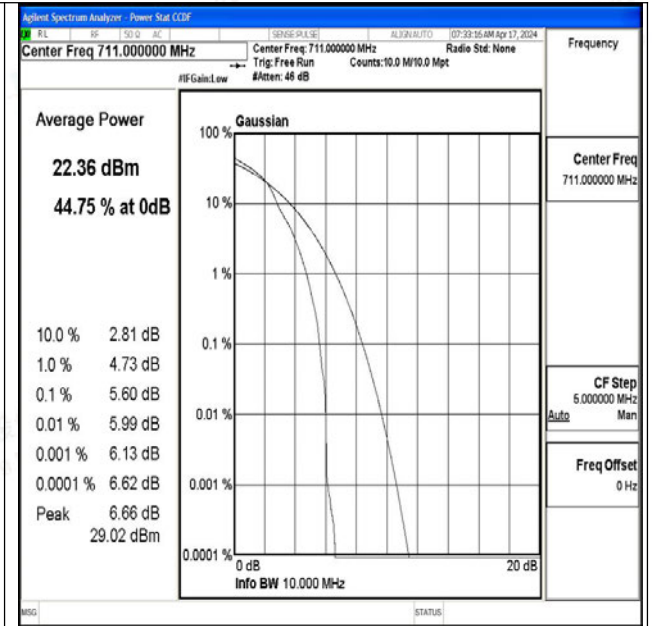 Agilent Spectrum Analyzer - Power Stat CCDF
RL RF 50 Ω AC SENSE:PULSE ALIGN AUTO 07:33:16 AM Apr 17, 2024
Center Freq 711.000000 MHz
Center Freq: 711.000000 MHz Radio Std: None
Trig: Free Run Counts:10.0 M/10.0 Mpt
#IFGain:Low #Atten: 46 dB
Frequency
Average Power
22.36 dBm
44.75 % at 0dB
10.0 % 2.81 dB
1.0 % 4.73 dB
0.1 % 5.60 dB
0.01 % 5.99 dB
0.001 % 6.13 dB
0.0001 % 6.62 dB
Peak 6.66 dB
29.02 dBm
Gaussian
100 %
10 %
1 %
0.1 %
0.01 %
0.001 %
0.0001 %
0 dB 20 dB
Info BW 10.000 MHz
Center Freq
711.000000 MHz
CF Step
5.000000 MHz
Auto Man
Freq Offset
0 Hz
MSG STATUS